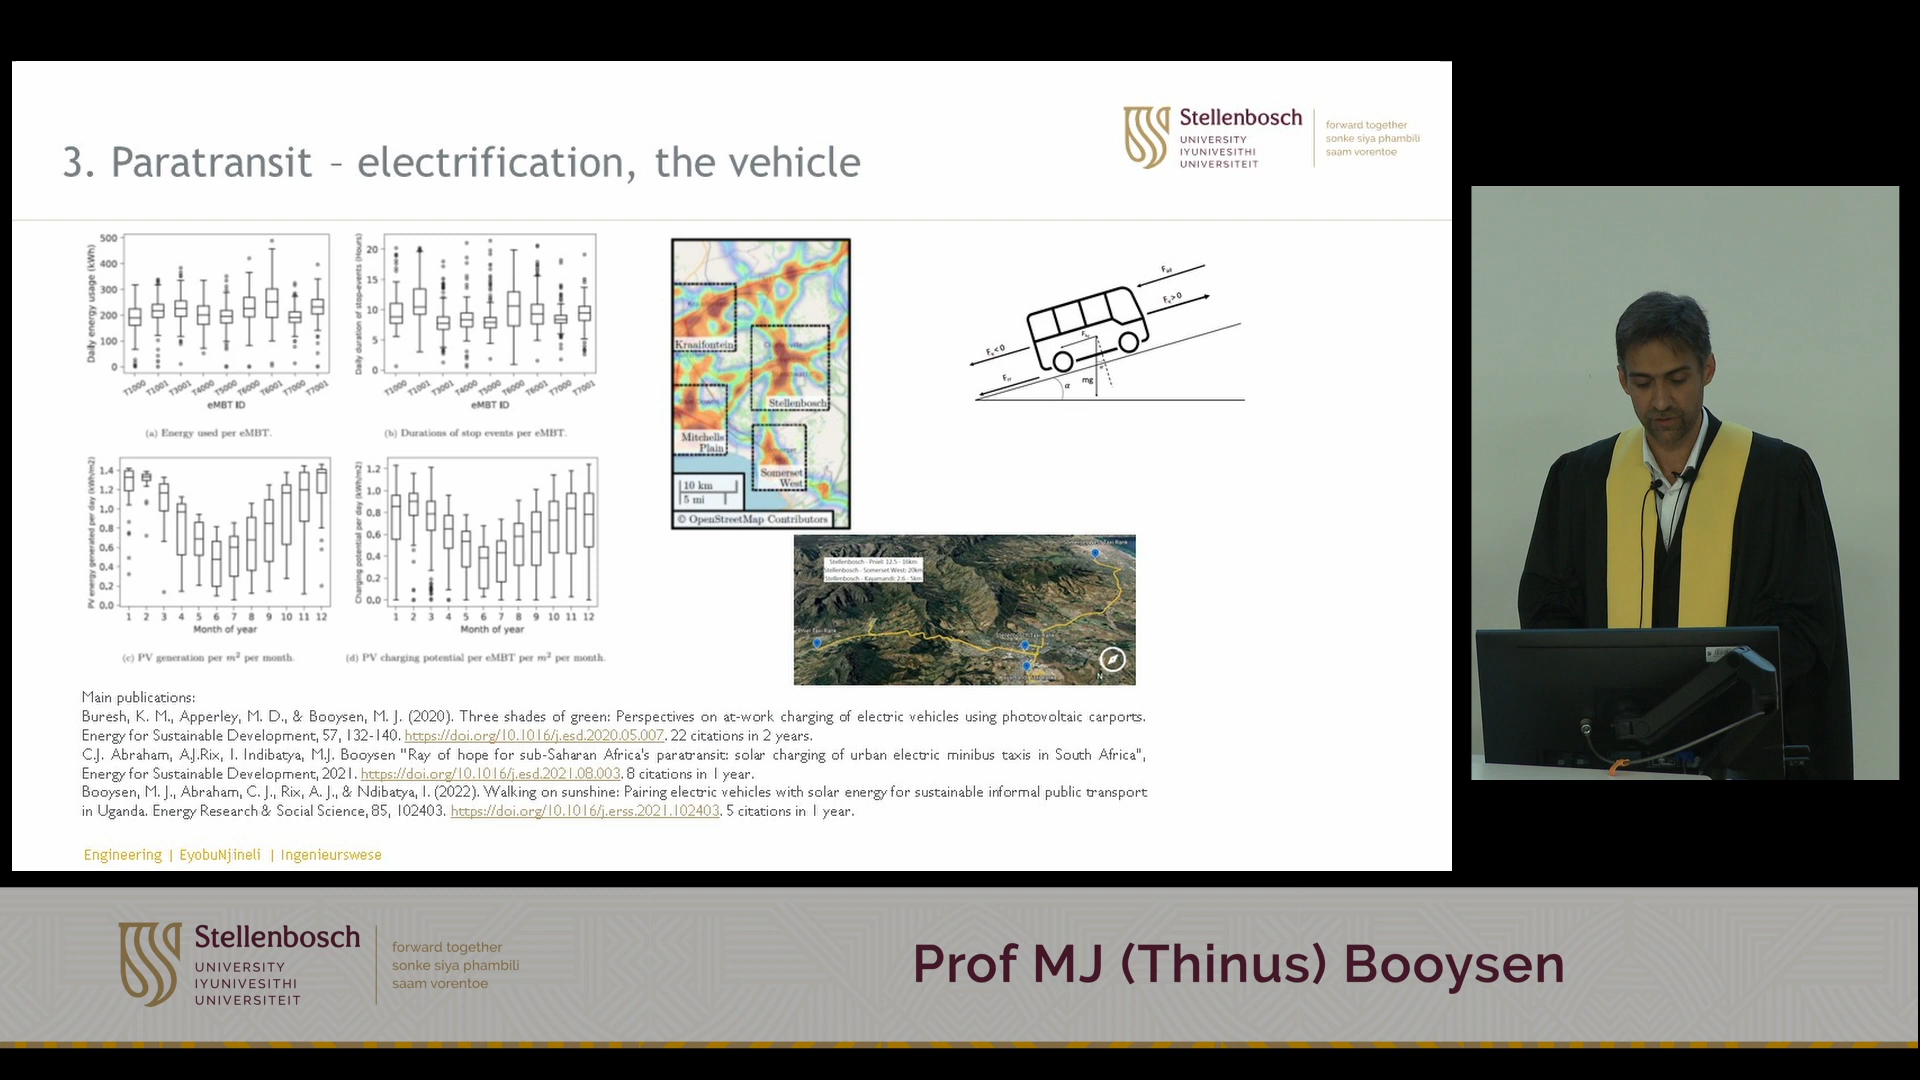 3. Paratransit - electrification, the vehicle
Stellenbosch
UNIVERSITY
IYUNIVESITHI
UNIVERSITEIT
forward together
sonke siya phambili
saam vorentoe
Daily energy usage (kWh)
500
400
300
200
100
0
T1000 T1001 T3001 T4000 T5000 T6000 T6001 T7000 T7001
eMBT ID
(a) Energy used per eMBT.
Daily duration of stop-events (Hours)
20
15
10
5
0
T1000 T1001 T3001 T4000 T5000 T6000 T6001 T7000 T7001
eMBT ID
(b) Durations of stop events per eMBT.
PV energy generated per day (kWh/m2)
1.4
1.2
1.0
0.8
0.6
0.4
0.2
0.0
1 2 3 4 5 6 7 8 9 10 11 12
Month of year
(c) PV generation per m² per month.
Charging potential per day (kWh/m2)
1.2
1.0
0.8
0.6
0.4
0.2
0.0
1 2 3 4 5 6 7 8 9 10 11 12
Month of year
(d) PV charging potential per eMBT per m² per month.
Kraaifontein
Stellenbosch
Mitchells
Plain
Somerset
West
10 km
5 mi
© OpenStreetMap Contributors
α
mg
Stellenbosch - Pniel: 12.5 - 16km
Stellenbosch - Somerset West: 20km
Stellenbosch - Kayamandi: 2.6 - 5km
N
Main publications:
Buresh, K. M., Apperley, M. D., & Booysen, M. J. (2020). Three shades of green: Perspectives on at-work charging of electric vehicles using photovoltaic carports.
Energy for Sustainable Development, 57, 132-140. https://doi.org/10.1016/j.esd.2020.05.007. 22 citations in 2 years.
C.J. Abraham, A.J.Rix, I. Indibatya, M.J. Booysen "Ray of hope for sub-Saharan Africa's paratransit: solar charging of urban electric minibus taxis in South Africa",
Energy for Sustainable Development, 2021. https://doi.org/10.1016/j.esd.2021.08.003. 8 citations in 1 year.
Booysen, M. J., Abraham, C. J., Rix, A. J., & Ndibatya, I. (2022). Walking on sunshine: Pairing electric vehicles with solar energy for sustainable informal public transport
in Uganda. Energy Research & Social Science, 85, 102403. https://doi.org/10.1016/j.erss.2021.102403. 5 citations in 1 year.
Engineering | EyobuNjineli | Ingenieurswese
Stellenbosch
UNIVERSITY
IYUNIVESITHI
UNIVERSITEIT
forward together
sonke siya phambili
saam vorentoe
Prof MJ (Thinus) Booysen